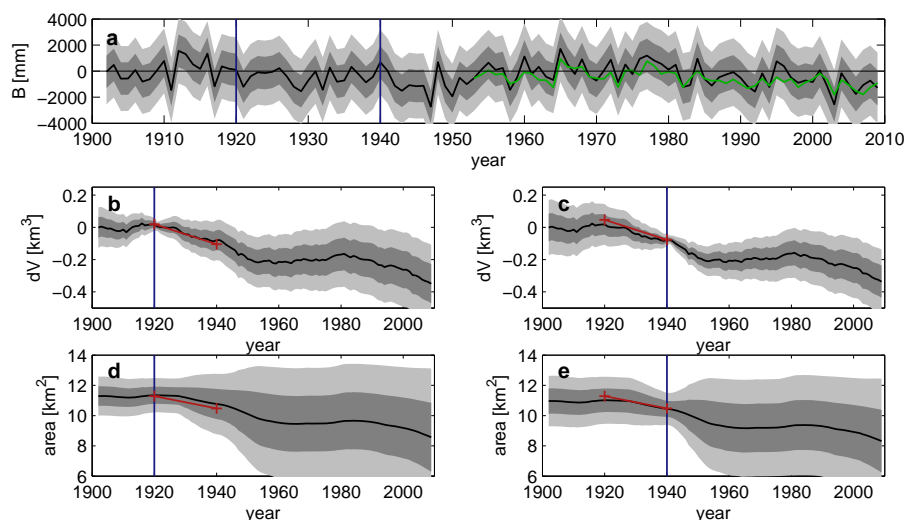 a
B [mm]
4000
2000
0
−2000
−4000
1900 1910 1920 1930 1940 1950 1960 1970 1980 1990 2000 2010
year
b
dV [km³]
0.2
0
−0.2
−0.4
1900 1920 1940 1960 1980 2000
year
c
dV [km³]
0.2
0
−0.2
−0.4
1900 1920 1940 1960 1980 2000
year
d
area [km²]
14
12
10
8
6
1900 1920 1940 1960 1980 2000
year
e
area [km²]
14
12
10
8
6
1900 1920 1940 1960 1980 2000
year